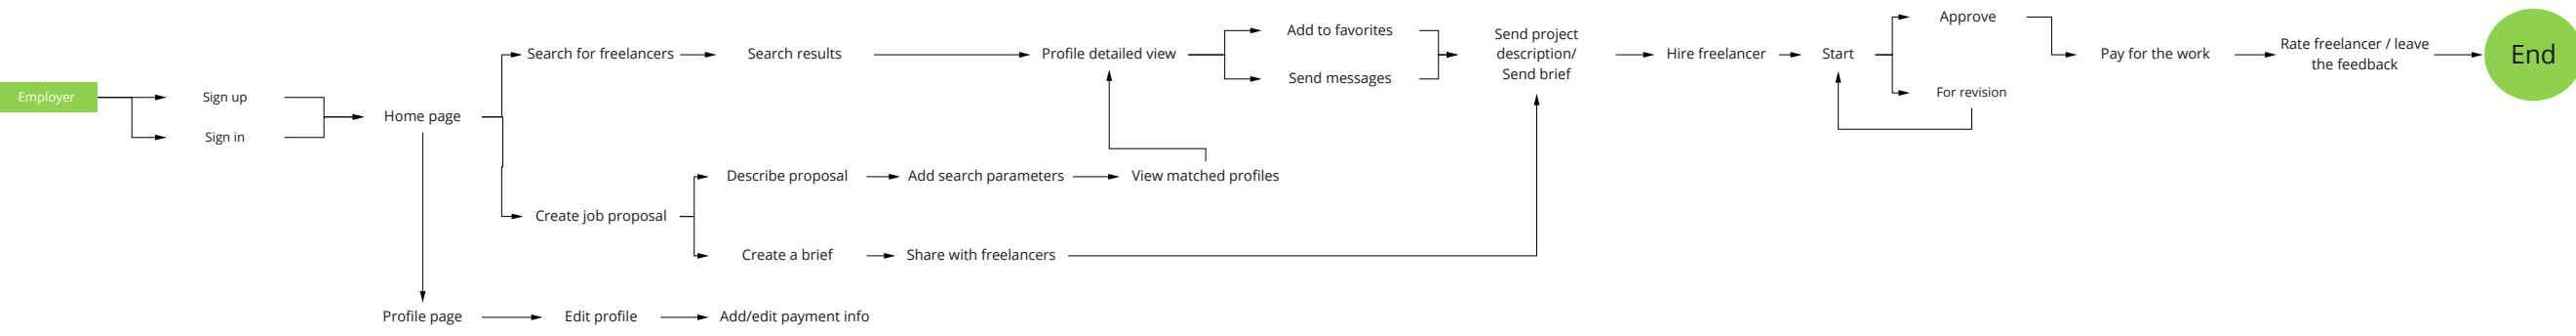 Employer
Sign up
Sign in
Home page
Search for freelancers
Search results
Profile detailed view
Add to favorites
Send messages
Send project
description/
Send brief
Hire freelancer
Start
Approve
For revision
Pay for the work
Rate freelancer / leave
the feedback
End
Create job proposal
Describe proposal
Add search parameters
View matched profiles
Create a brief
Share with freelancers
Profile page
Edit profile
Add/edit payment info